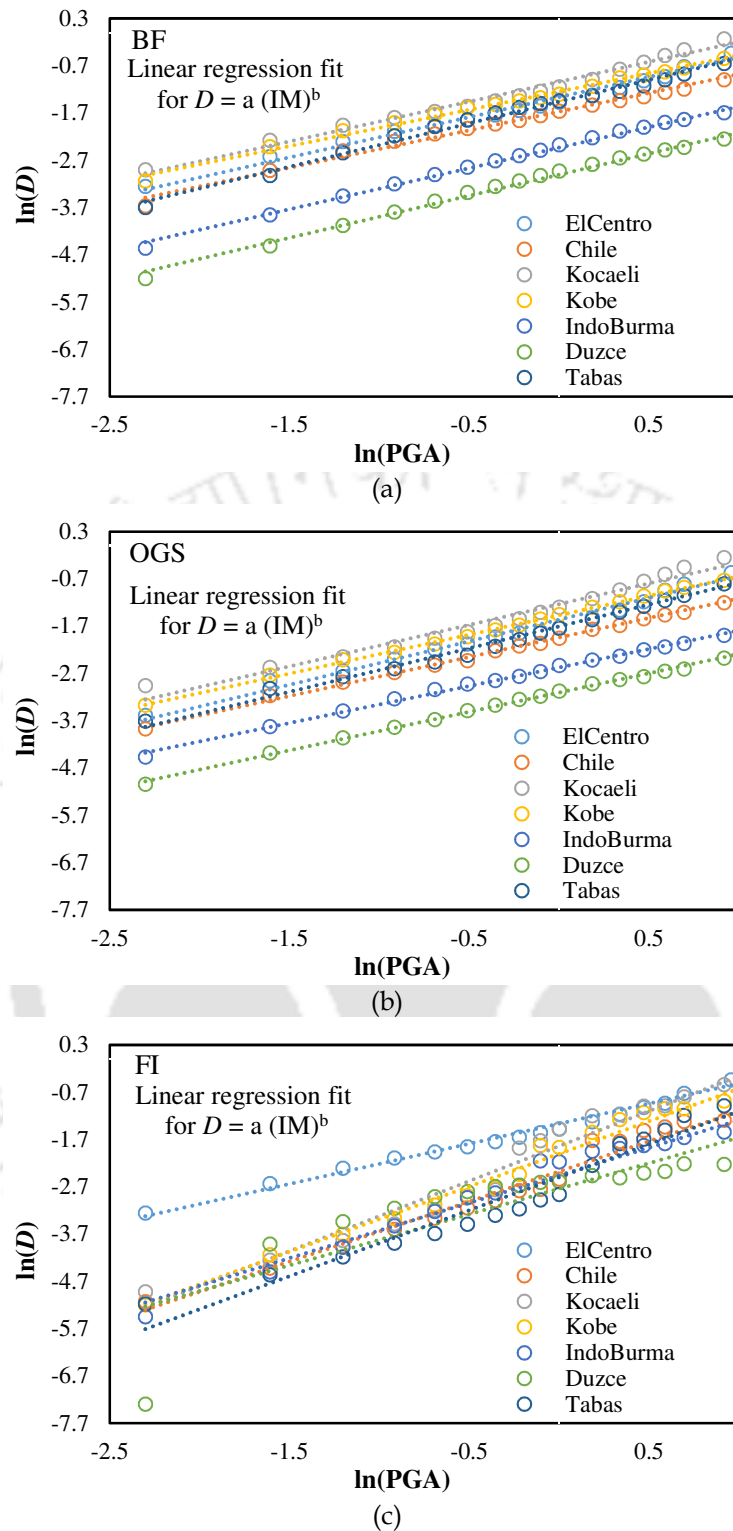 0.3
BF
-0.7
Linear regression fit
for D = a (IM)ᵇ
-1.7
-2.7
-3.7
ElCentro
Chile
-4.7
Kocaeli
Kobe
-5.7
IndoBurma
Duzce
-6.7
Tabas
-7.7
ln(D)
-2.5 -1.5 -0.5 0.5
ln(PGA)
(a)
0.3
OGS
-0.7
Linear regression fit
-1.7
for D = a (IM)ᵇ
-2.7
-3.7
ElCentro
Chile
-4.7
Kocaeli
Kobe
-5.7
IndoBurma
Duzce
-6.7
Tabas
-7.7
ln(D)
-2.5 -1.5 -0.5 0.5
ln(PGA)
(b)
0.3
FI
-0.7
Linear regression fit
for D = a (IM)ᵇ
-1.7
-2.7
-3.7
ElCentro
Chile
-4.7
Kocaeli
Kobe
-5.7
IndoBurma
Duzce
-6.7
Tabas
-7.7
ln(D)
-2.5 -1.5 -0.5 0.5
ln(PGA)
(c)